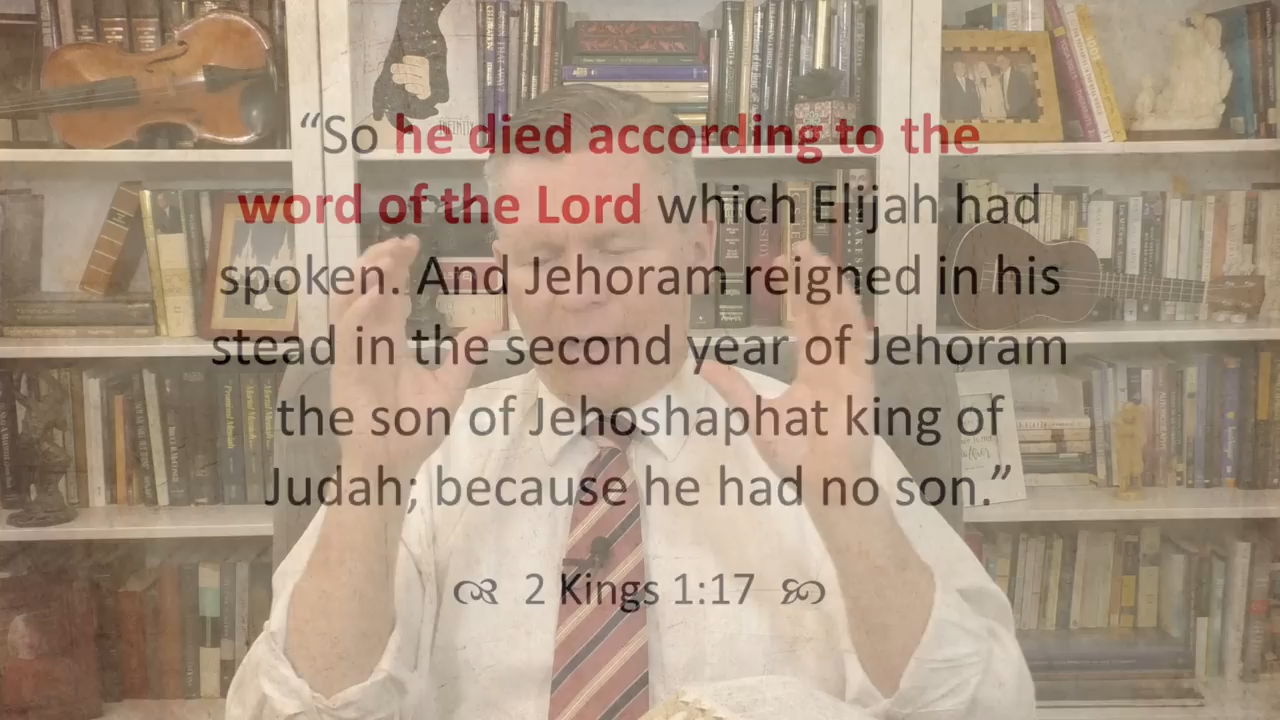 “So he died according to the
word of the Lord which Elijah had
spoken. And Jehoram reigned in his
stead in the second year of Jehoram
the son of Jehoshaphat king of
Judah; because he had no son.”
2 Kings 1:17
INFINITY